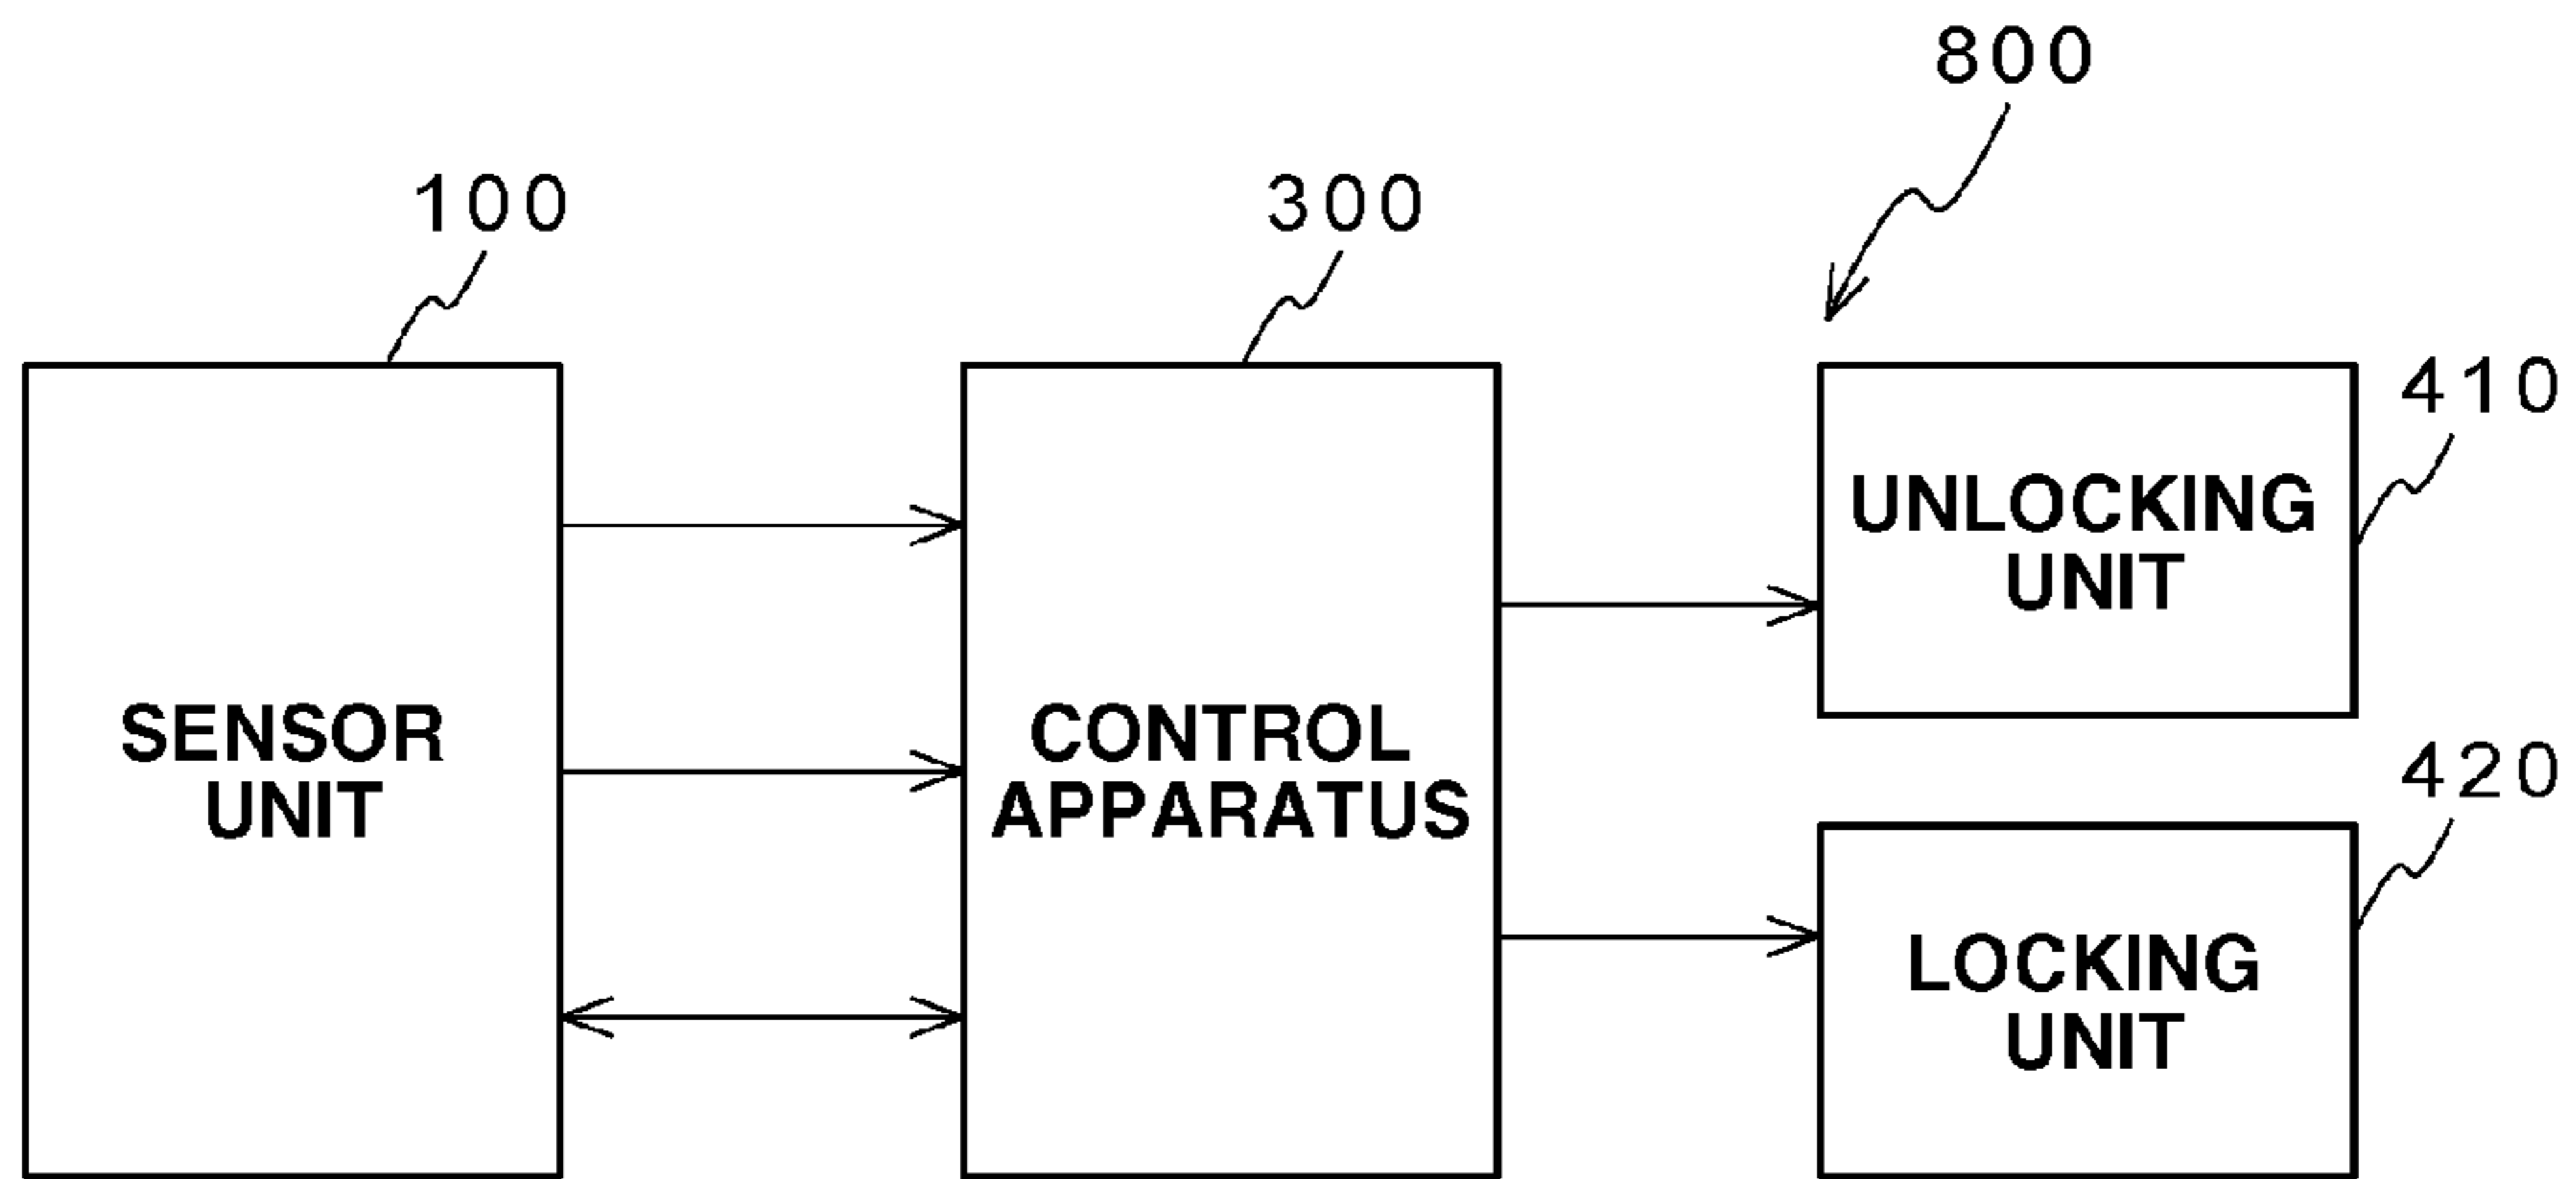 800
100
300
410
UNLOCKING
UNIT
SENSOR
UNIT
CONTROL
APPARATUS
420
LOCKING
UNIT